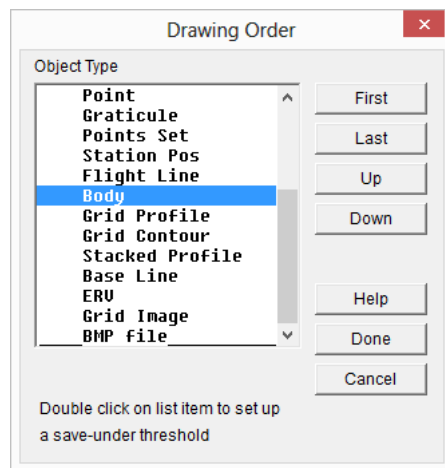 Drawing Order
Object Type
Point
Graticule
Points Set
Station Pos
Flight Line
Body
Grid Profile
Grid Contour
Stacked Profile
Base Line
ERV
Grid Image
BMP file
First
Last
Up
Down
Help
Done
Cancel
Double click on list item to set up
a save-under threshold